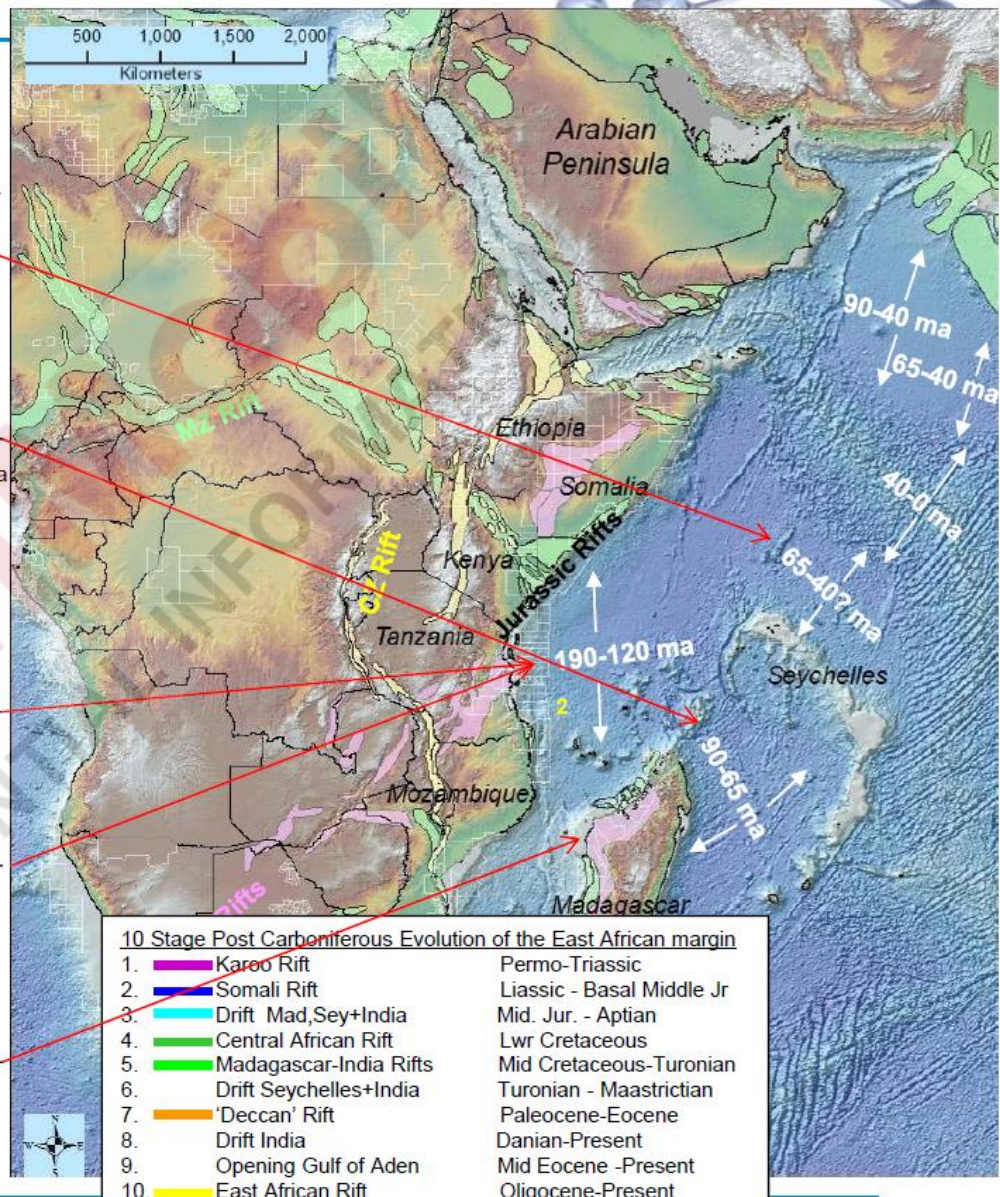 500 1,000 1,500 2,000
Kilometers
Arabian
Peninsula
90-40 ma
65-40 ma
MZ Rift
Ethiopia
Somalia
40-0 ma
CZ Rift
Kenya
Jurassic Rifts
65-40? ma
Tanzania
190-120 ma
Seychelles
2
90-65 ma
Mozambique
Rifts
Madagascar
10 Stage Post Carboniferous Evolution of the East African margin
1. Karoo Rift Permo-Triassic
2. Somali Rift Liassic - Basal Middle Jr
3. Drift Mad,Sey+India Mid. Jur. - Aptian
4. Central African Rift Lwr Cretaceous
5. Madagascar-India Rifts Mid Cretaceous-Turonian
6. Drift Seychelles+India Turonian - Maastrictian
7. 'Deccan' Rift Paleocene-Eocene
8. Drift India Danian-Present
9. Opening Gulf of Aden Mid Eocene -Present
10. East African Rift Oligocene-Present
N
W E
S